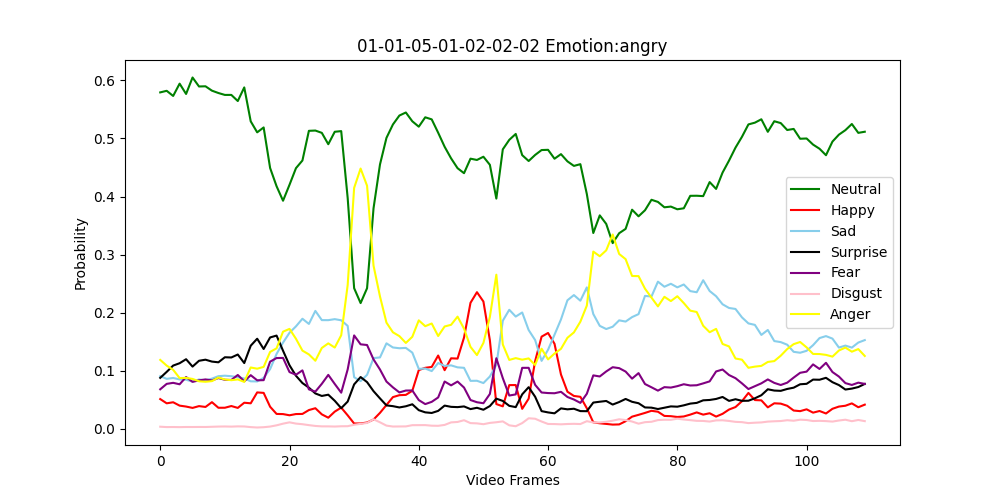 01-01-05-01-02-02-02 Emotion:angry
Probability
0.6
0.5
0.4
0.3
0.2
0.1
0.0
Neutral
Happy
Sad
Surprise
Fear
Disgust
Anger
0 20 40 60 80 100
Video Frames